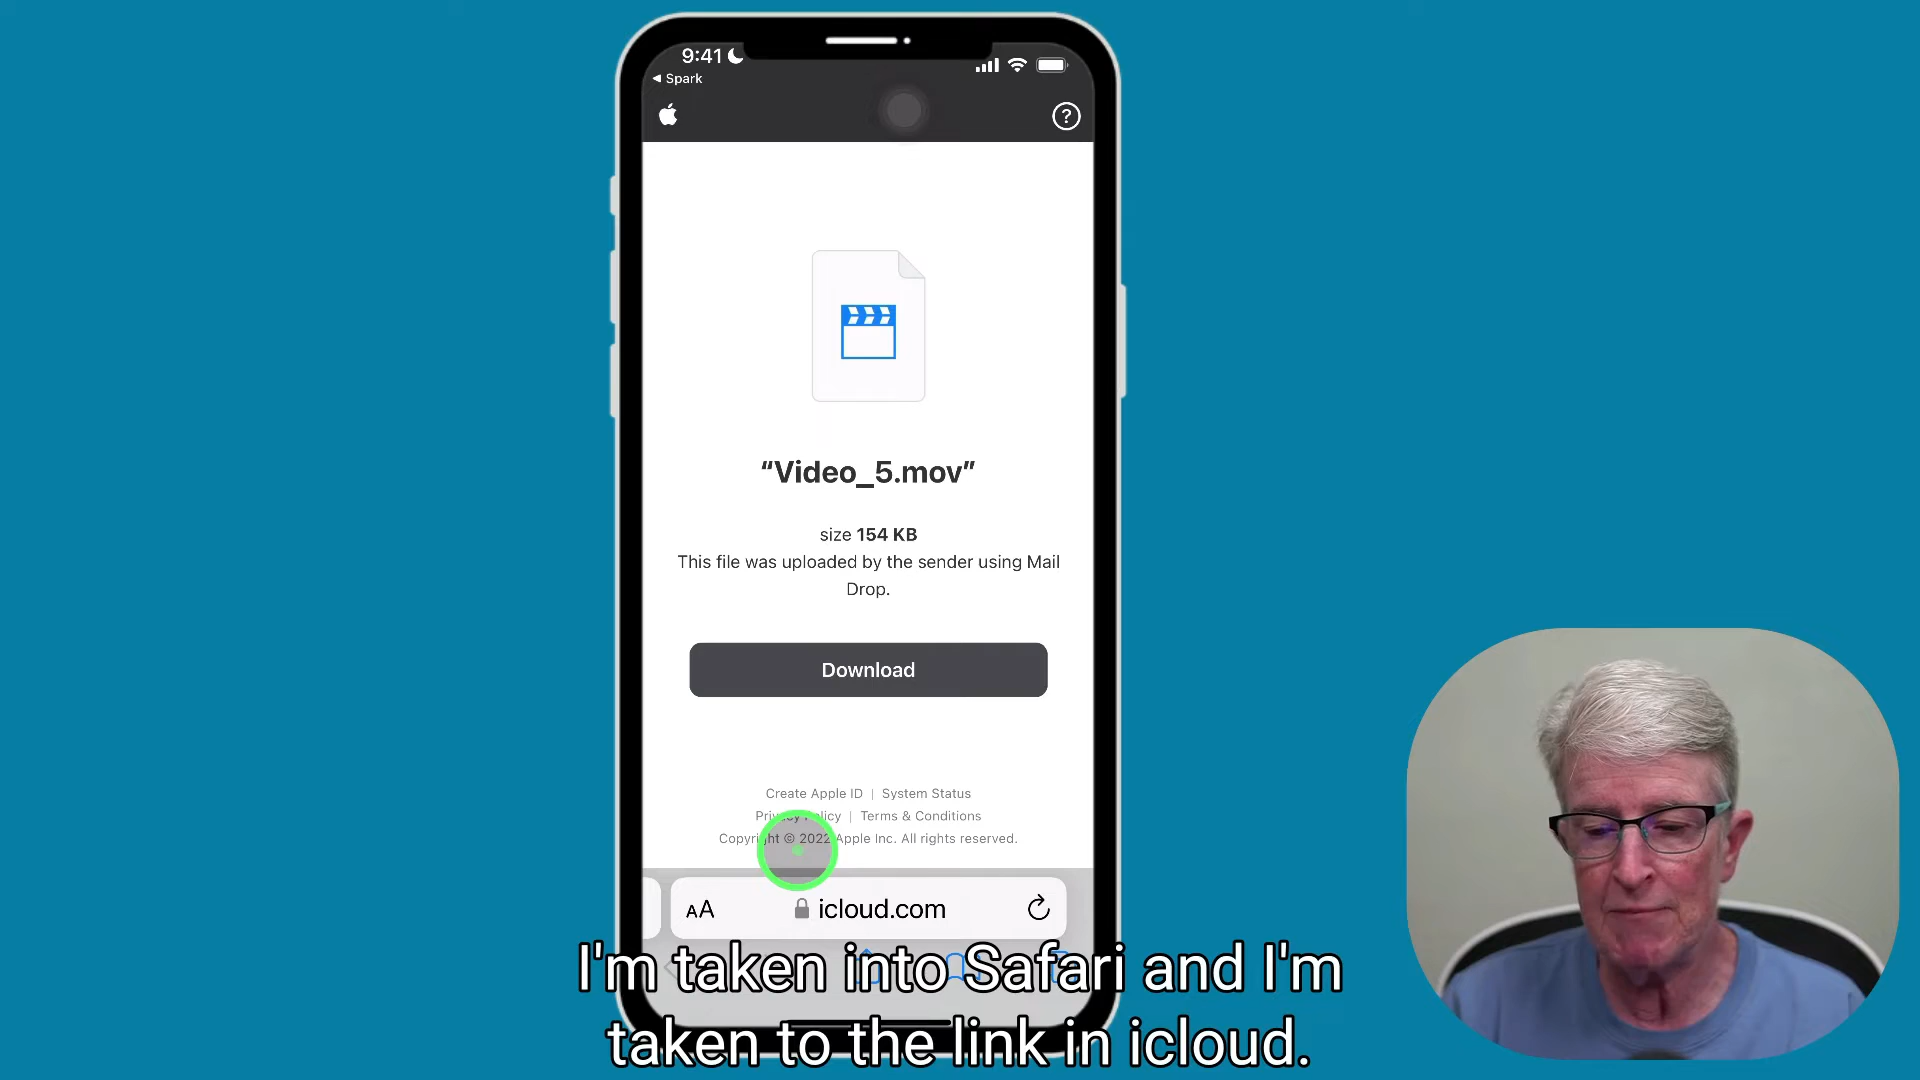 9:41
◀ Spark
?
“Video_5.mov”
size 154 KB
This file was uploaded by the sender using Mail
Drop.
Download
Create Apple ID | System Status
Privacy Policy | Terms & Conditions
Copyright © 2022 Apple Inc. All rights reserved.
AA icloud.com
I'm taken into Safari and I'm
taken to the link in icloud.